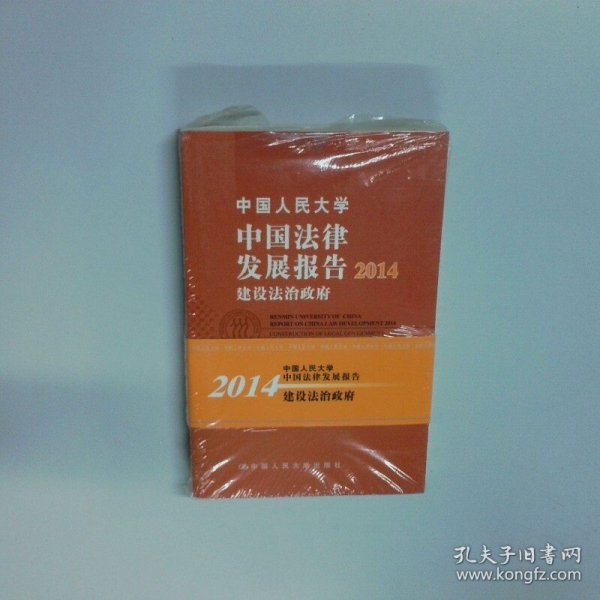 中国人民大学
中国法律
发展报告 2014
建设法治政府
RENMIN UNIVERSITY OF CHINA
REPORT ON CHINA LAW DEVELOPMENT 2014
CONSTRUCTION OF LEGAL GOVERNMENT
2014
中国人民大学
中国法律发展报告
建设法治政府
中国人民大学出版社
孔夫子旧书网
www.kongfz.com